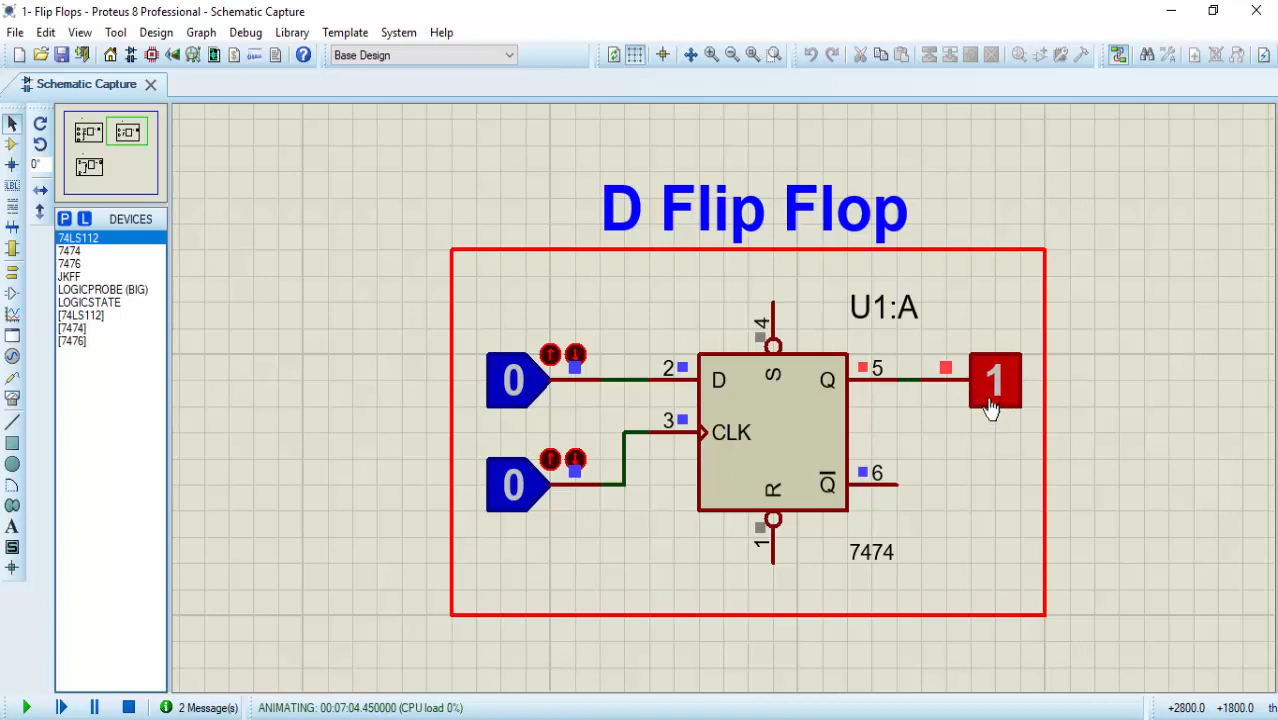 1- Flip Flops - Proteus 8 Professional - Schematic Capture
File Edit View Tool Design Graph Debug Library Template System Help
Base Design
Schematic Capture
0°
P L DEVICES
74LS112
7474
7476
JKFF
LOGICPROBE (BIG)
LOGICSTATE
[74LS112]
[7474]
[7476]
LBL
A
S
D Flip Flop
U1:A
4
0
2
D
S
Q
5
1
3
CLK
0
R
Q
6
1
7474
2 Message(s)
ANIMATING: 00:07:04.450000 (CPU load 0%)
+2800.0 +1800.0 th